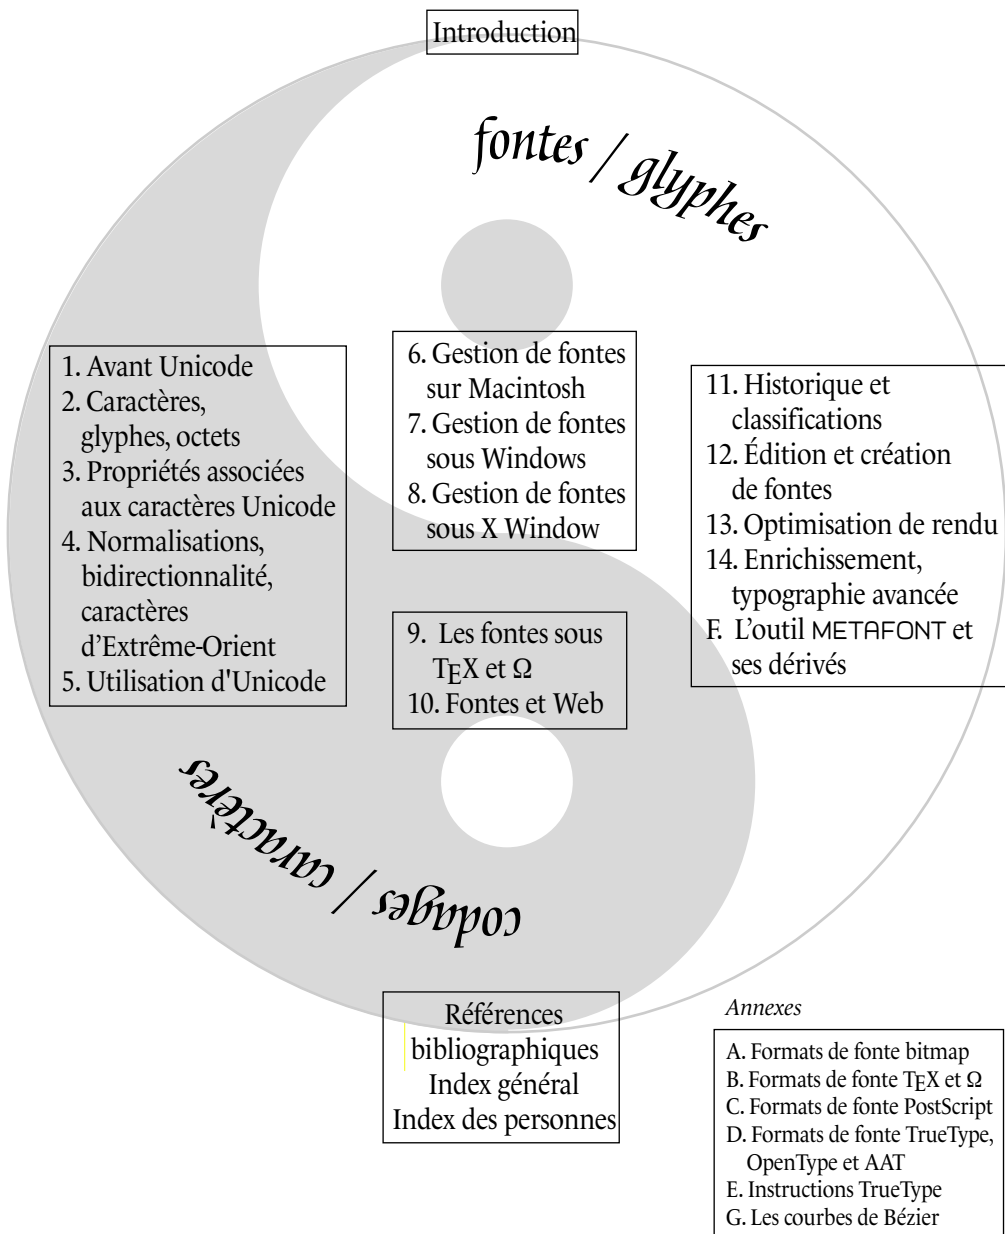 Introduction
fontes / glyphes
1. Avant Unicode
2. Caractères,
glyphes, octets
3. Propriétés associées
aux caractères Unicode
4. Normalisations,
bidirectionnalité,
caractères
d'Extrême-Orient
5. Utilisation d'Unicode
6. Gestion de fontes
sur Macintosh
7. Gestion de fontes
sous Windows
8. Gestion de fontes
sous X Window
9. Les fontes sous
TEX et Ω
10. Fontes et Web
11. Historique et
classifications
12. Édition et création
de fontes
13. Optimisation de rendu
14. Enrichissement,
typographie avancée
F. L’outil METAFONT et
ses dérivés
codages / caractères
Références
bibliographiques
Index général
Index des personnes
Annexes
A. Formats de fonte bitmap
B. Formats de fonte TEX et Ω
C. Formats de fonte PostScript
D. Formats de fonte TrueType,
OpenType et AAT
E. Instructions TrueType
G. Les courbes de Bézier